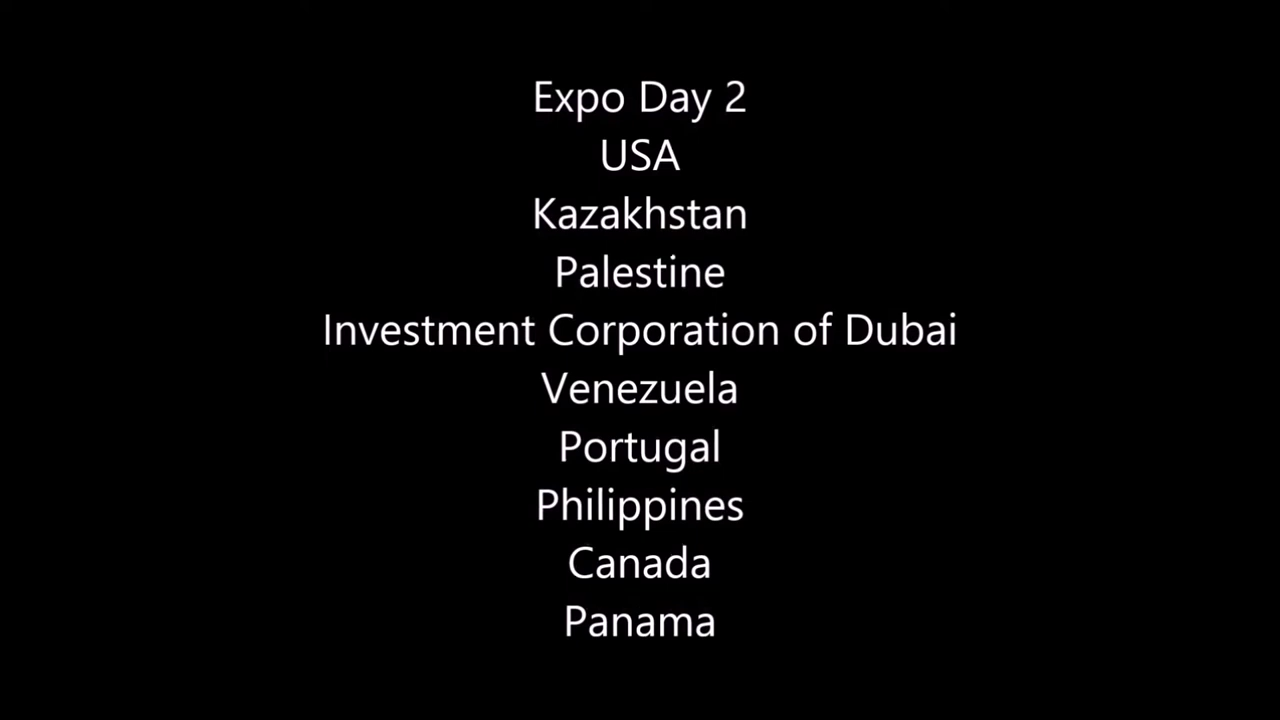 Expo Day 2
USA
Kazakhstan
Palestine
Investment Corporation of Dubai
Venezuela
Portugal
Philippines
Canada
Panama